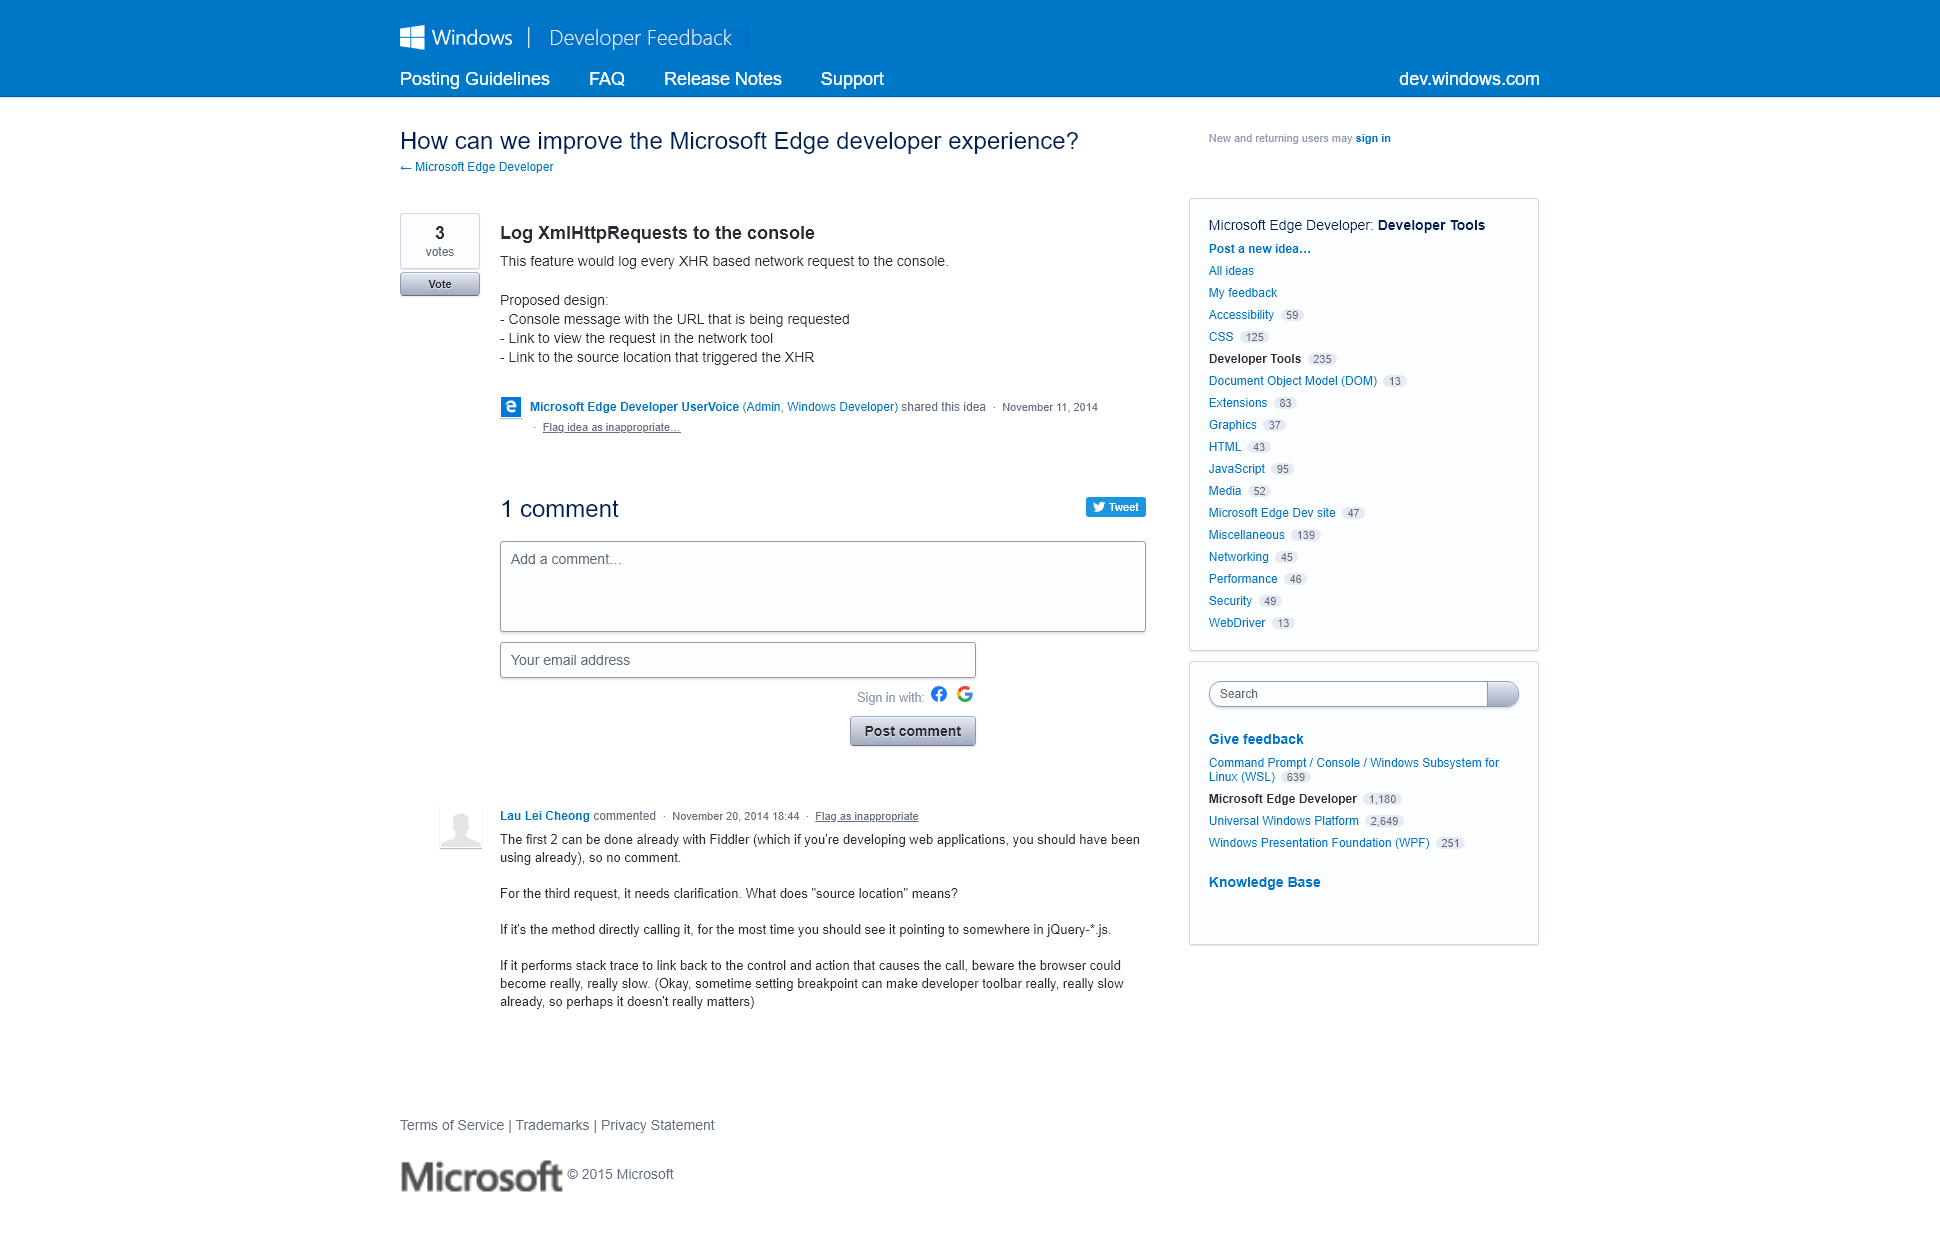 Windows | Developer Feedback
Posting Guidelines FAQ Release Notes Support dev.windows.com
How can we improve the Microsoft Edge developer experience?
← Microsoft Edge Developer
New and returning users may sign in
3
votes
Vote
Log XmlHttpRequests to the console
This feature would log every XHR based network request to the console.
Proposed design:
- Console message with the URL that is being requested
- Link to view the request in the network tool
- Link to the source location that triggered the XHR
Microsoft Edge Developer UserVoice (Admin, Windows Developer) shared this idea · November 11, 2014
· Flag idea as inappropriate…
1 comment
Tweet
Add a comment…
Your email address
Sign in with:
Post comment
Lau Lei Cheong commented · November 20, 2014 18:44 · Flag as inappropriate
The first 2 can be done already with Fiddler (which if you're developing web applications, you should have been
using already), so no comment.
For the third request, it needs clarification. What does "source location" means?
If it's the method directly calling it, for the most time you should see it pointing to somewhere in jQuery-*.js.
If it performs stack trace to link back to the control and action that causes the call, beware the browser could
become really, really slow. (Okay, sometime setting breakpoint can make developer toolbar really, really slow
already, so perhaps it doesn't really matters)
Microsoft Edge Developer: Developer Tools
Post a new idea…
All ideas
My feedback
Accessibility 59
CSS 125
Developer Tools 235
Document Object Model (DOM) 13
Extensions 83
Graphics 37
HTML 43
JavaScript 95
Media 52
Microsoft Edge Dev site 47
Miscellaneous 139
Networking 45
Performance 46
Security 49
WebDriver 13
Search
Give feedback
Command Prompt / Console / Windows Subsystem for
Linux (WSL) 639
Microsoft Edge Developer 1,180
Universal Windows Platform 2,649
Windows Presentation Foundation (WPF) 251
Knowledge Base
Terms of Service | Trademarks | Privacy Statement
Microsoft © 2015 Microsoft